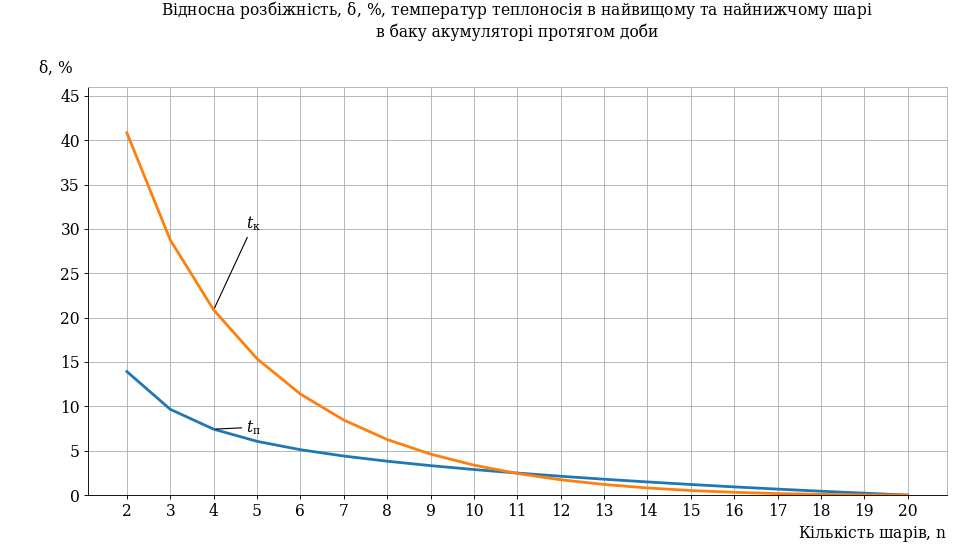 Відносна розбіжність, δ, %, температур теплоносія в найвищому та найнижчому шарі
в баку акумуляторі протягом доби
δ, %
45
40
35
30
25
20
15
10
5
0
tк
tп
2 3 4 5 6 7 8 9 10 11 12 13 14 15 16 17 18 19 20
Кількість шарів, n